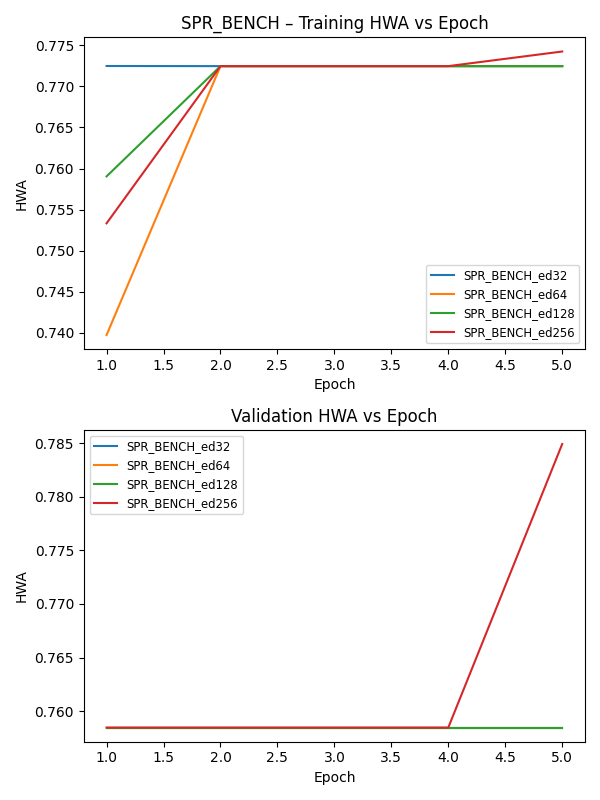 SPR_BENCH – Training HWA vs Epoch
0.775
0.770
0.765
0.760
0.755
0.750
0.745
0.740
HWA
SPR_BENCH_ed32
SPR_BENCH_ed64
SPR_BENCH_ed128
SPR_BENCH_ed256
1.0 1.5 2.0 2.5 3.0 3.5 4.0 4.5 5.0
Epoch
Validation HWA vs Epoch
0.785
0.780
0.775
0.770
0.765
0.760
HWA
SPR_BENCH_ed32
SPR_BENCH_ed64
SPR_BENCH_ed128
SPR_BENCH_ed256
1.0 1.5 2.0 2.5 3.0 3.5 4.0 4.5 5.0
Epoch